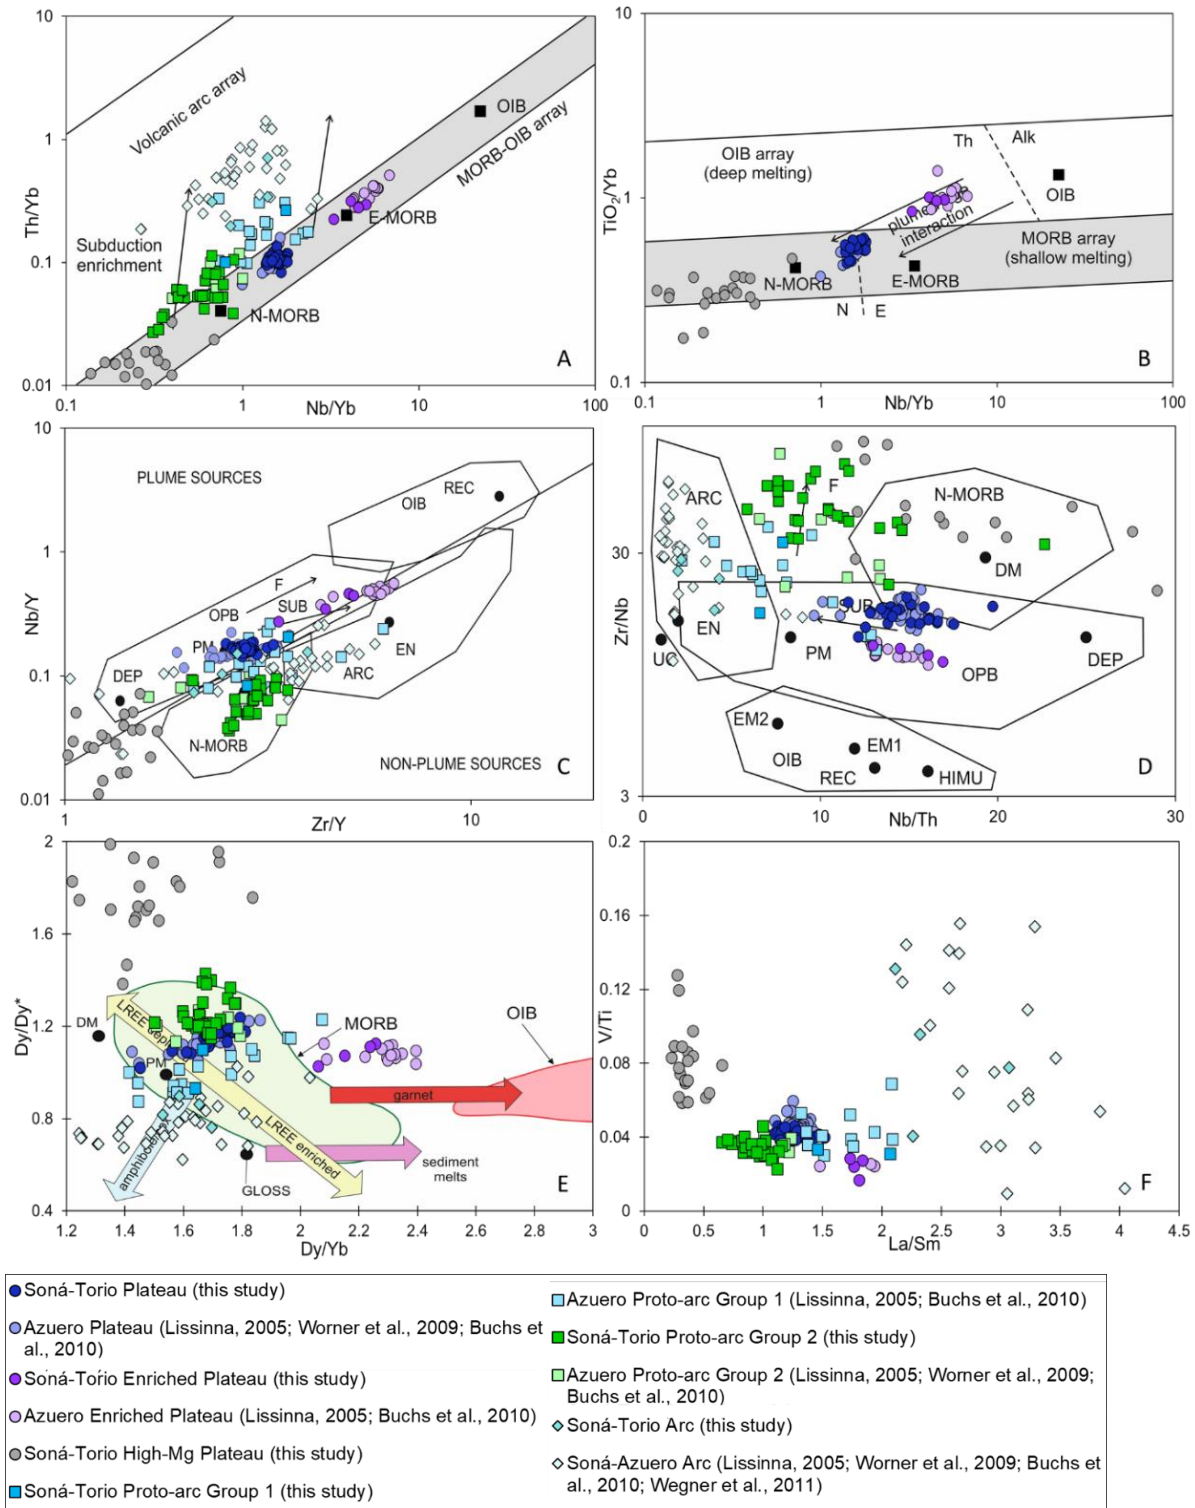 10
1
0.1
0.01
Th/Yb
Volcanic arc array
Subduction
enrichment
OIB
MORB-OIB array
E-MORB
N-MORB
A
0.1
1
10
100
Nb/Yb
10
1
0.1
TiO2/Yb
OIB array
(deep melting)
Th
Alk
OIB
interaction
MORB array
(shallow melting)
N-MORB
E-MORB
N
E
B
0.1
1
10
100
Nb/Yb
10
1
0.1
0.01
Nb/Y
PLUME SOURCES
OIB
REC
F
OPB
SUB
PM
EN
ARC
DEP
N-MORB
NON-PLUME SOURCES
C
1
10
Zr/Y
30
3
Zr/Nb
ARC
F
N-MORB
DM
SUB
EN
UC
PM
OPB
DEP
EM2
EM1
OIB
REC
HIMU
D
0
10
20
30
Nb/Th
2
1.6
1.2
0.8
0.4
Dy/Dy*
DM
PM
MORB
OIB
garnet
LREE enriched
sediment
melts
GLOSS
E
1.2
1.4
1.6
1.8
2
2.2
2.4
2.6
2.8
3
Dy/Yb
0.2
0.16
0.12
0.08
0.04
0
V/Ti
F
0
0.5
1
1.5
2
2.5
3
3.5
4
4.5
La/Sm
Soná-Torio Plateau (this study)
Azuero Plateau (Lissinna, 2005; Worner et al., 2009; Buchs et
al., 2010)
Soná-Torio Enriched Plateau (this study)
Azuero Enriched Plateau (Lissinna, 2005; Buchs et al., 2010)
Soná-Torio High-Mg Plateau (this study)
Soná-Torio Proto-arc Group 1 (this study)
Azuero Proto-arc Group 1 (Lissinna, 2005; Buchs et al., 2010)
Soná-Torio Proto-arc Group 2 (this study)
Azuero Proto-arc Group 2 (Lissinna, 2005; Worner et al., 2009;
Buchs et al., 2010)
Soná-Torio Arc (this study)
Soná-Azuero Arc (Lissinna, 2005; Worner et al., 2009; Buchs et
al., 2010; Wegner et al., 2011)